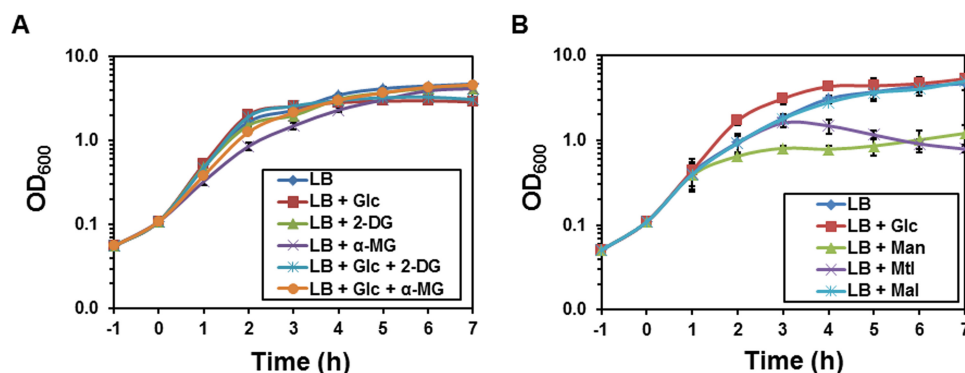 A
B
OD600
10.0
1.0
0.1
0.0
-1 0 1 2 3 4 5 6 7
Time (h)
LB
LB + Glc
LB + 2-DG
LB + α-MG
LB + Glc + 2-DG
LB + Glc + α-MG
OD600
10.0
1.0
0.1
0.0
-1 0 1 2 3 4 5 6 7
Time (h)
LB
LB + Glc
LB + Man
LB + Mtl
LB + Mal